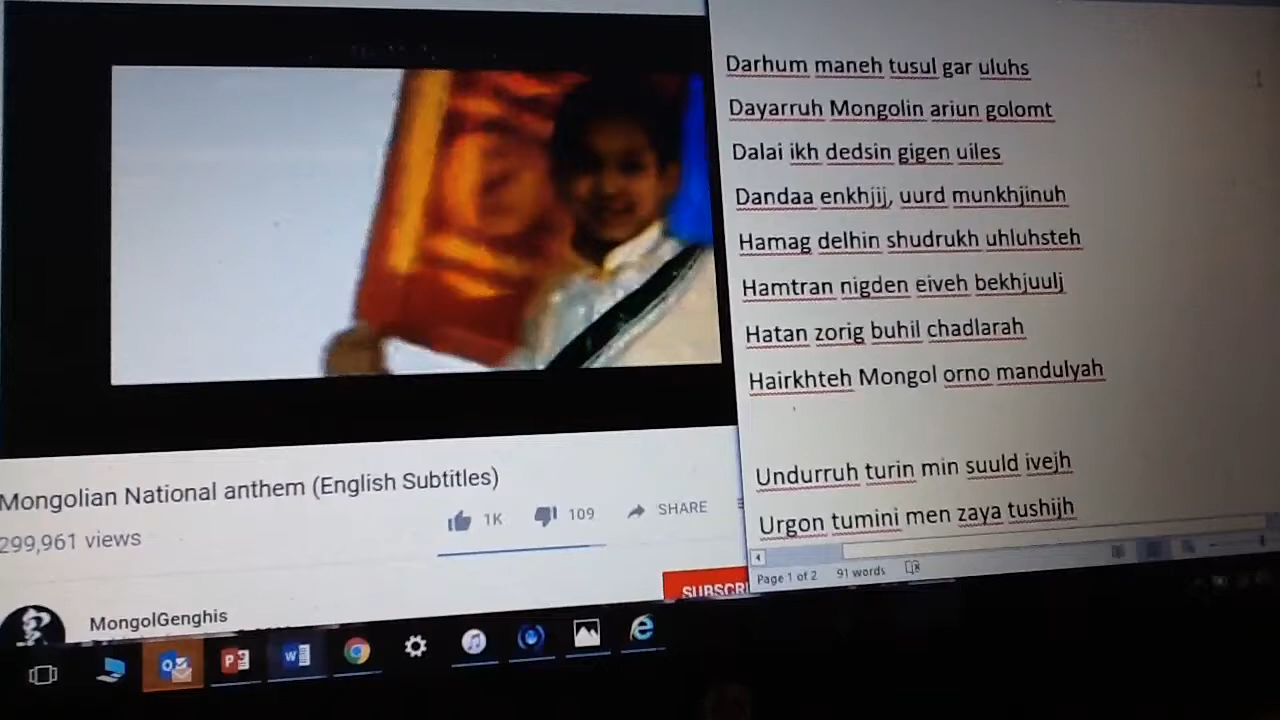 Mongolian National anthem (English Subtitles)
299,961 views
1K
109
SHARE
SUBSCR
MongolGenghis
Darhum maneh tusul gar uluhs
Dayarruh Mongolin ariun golomt
Dalai ikh dedsin gigen uiles
Dandaa enkhjij, uurd munkhjinuh
Hamag delhin shudrukh uhluhsteh
Hamtran nigden eiveh bekhjuulj
Hatan zorig buhil chadlarah
Hairkhteh Mongol orno mandulyah
Undurruh turin min suuld ivejh
Urgon tumini men zaya tushijh
Page 1 of 2
91 words